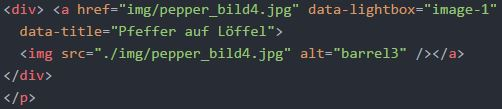 <div> <a href="img/pepper_bild4.jpg" data-lightbox="image-1"
data-title="Pfeffer auf Löffel">
<img src="./img/pepper_bild4.jpg" alt="barrel3" /></a>
</div>
</p>